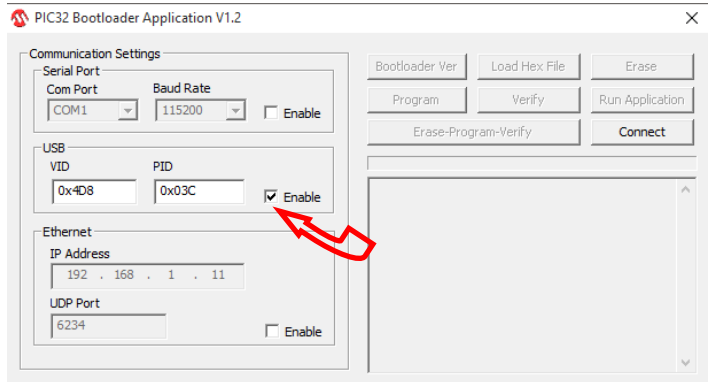 PIC32 Bootloader Application V1.2
Communication Settings
Serial Port
Com Port Baud Rate
COM1 115200 Enable
USB
VID PID
0x4D8 0x03C Enable
Ethernet
IP Address
192 . 168 . 1 . 11
UDP Port
6234 Enable
Bootloader Ver Load Hex File Erase
Program Verify Run Application
Erase-Program-Verify Connect